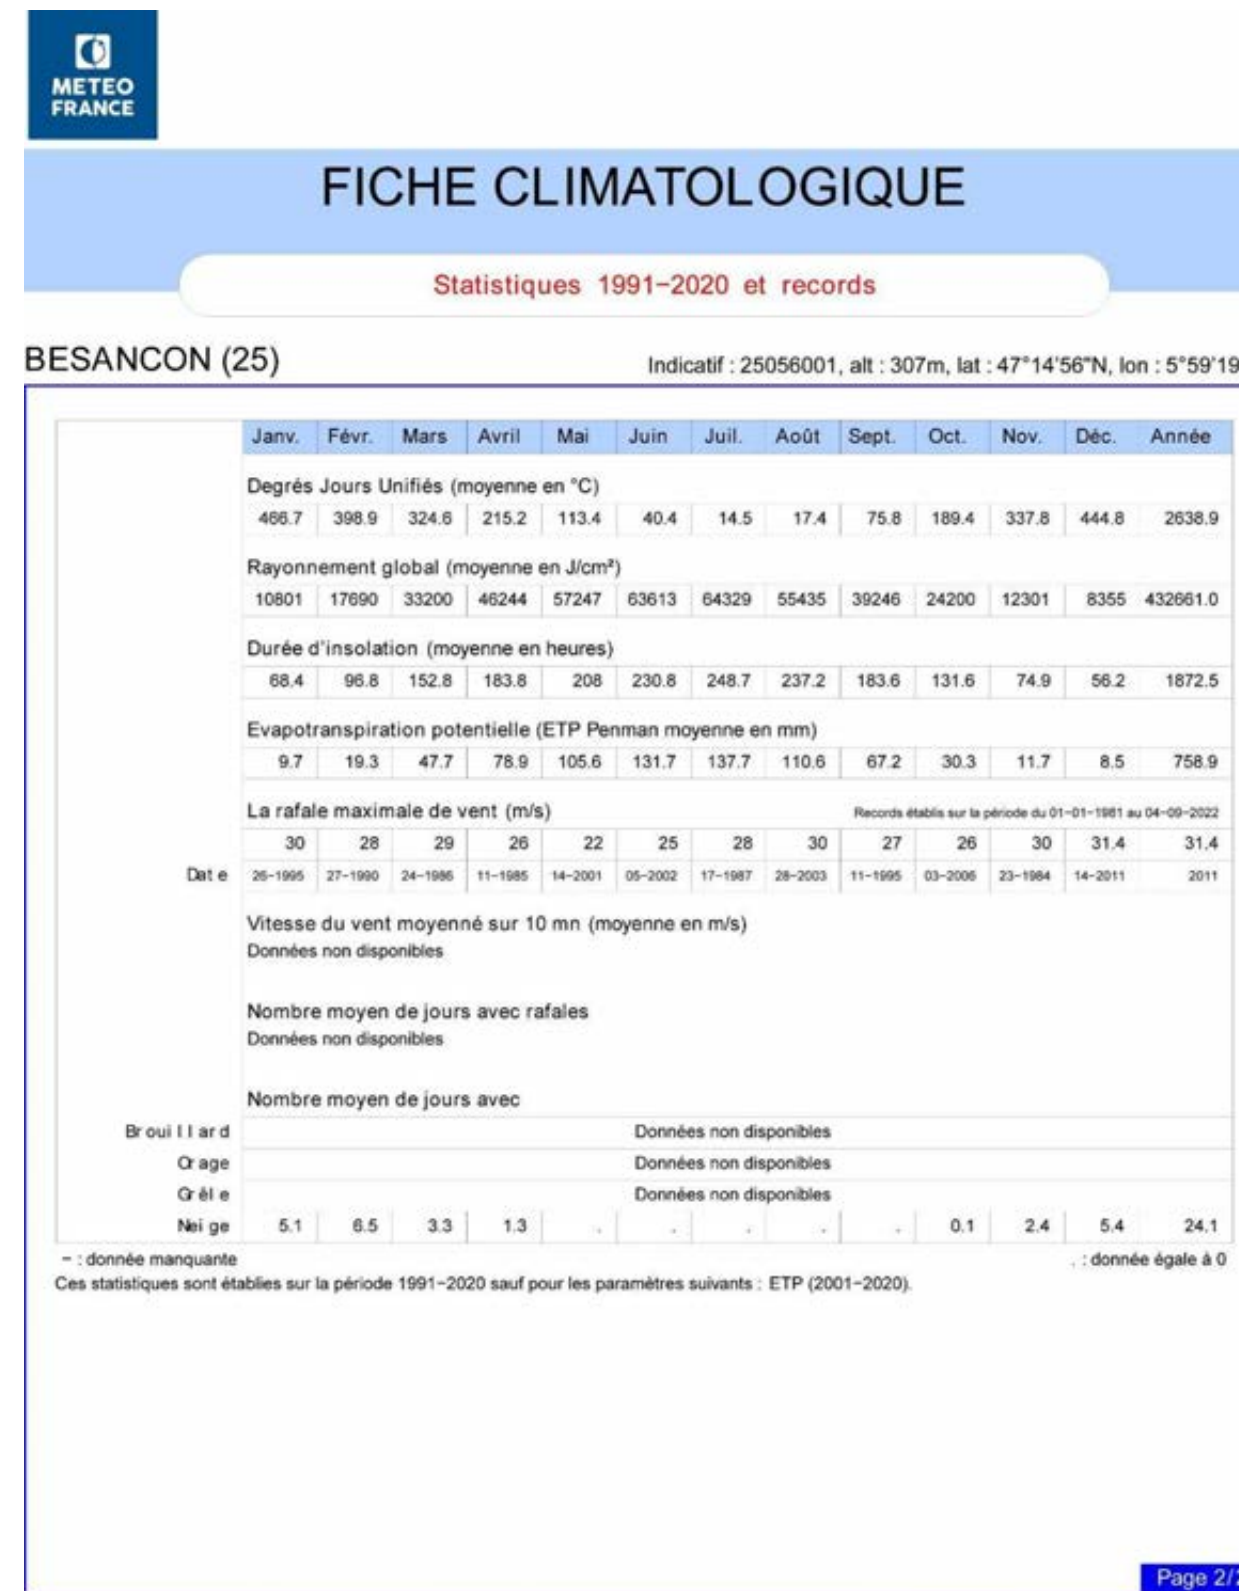 METEO
FRANCE
FICHE CLIMATOLOGIQUE
Statistiques 1991−2020 et records
BESANCON (25)
Indicatif : 25056001, alt : 307m, lat : 47°14'56"N, lon : 5°59'19
Janv. Févr. Mars Avril Mai Juin Juil. Août Sept. Oct. Nov. Déc. Année
Degrés Jours Unifiés (moyenne en °C)
466.7 398.9 324.6 215.2 113.4 40.4 14.5 17.4 75.8 189.4 337.8 444.8 2638.9
Rayonnement global (moyenne en J/cm²)
10801 17690 33200 46244 57247 63613 64329 55435 39246 24200 12301 8355 432661.0
Durée d'insolation (moyenne en heures)
68.4 96.8 152.8 183.8 208 230.8 248.7 237.2 183.6 131.6 74.9 56.2 1872.5
Evapotranspiration potentielle (ETP Penman moyenne en mm)
9.7 19.3 47.7 78.9 105.6 131.7 137.7 110.6 67.2 30.3 11.7 8.5 758.9
La rafale maximale de vent (m/s) Records établis sur la période du 01−01−1981 au 04−09−2022
30 28 29 26 22 25 28 30 27 26 30 31.4 31.4
Date 26−1995 27−1990 24−1986 11−1985 14−2001 05−2002 17−1987 28−2003 11−1995 03−2006 23−1984 14−2011 2011
Vitesse du vent moyenné sur 10 mn (moyenne en m/s)
Données non disponibles
Nombre moyen de jours avec rafales
Données non disponibles
Nombre moyen de jours avec
Brouillard Données non disponibles
Orage Données non disponibles
Grêle Données non disponibles
Neige 5.1 6.5 3.3 1.3 . . . . . 0.1 2.4 5.4 24.1
− : donnée manquante . : donnée égale à 0
Ces statistiques sont établies sur la période 1991−2020 sauf pour les paramètres suivants : ETP (2001−2020).
Page 2/